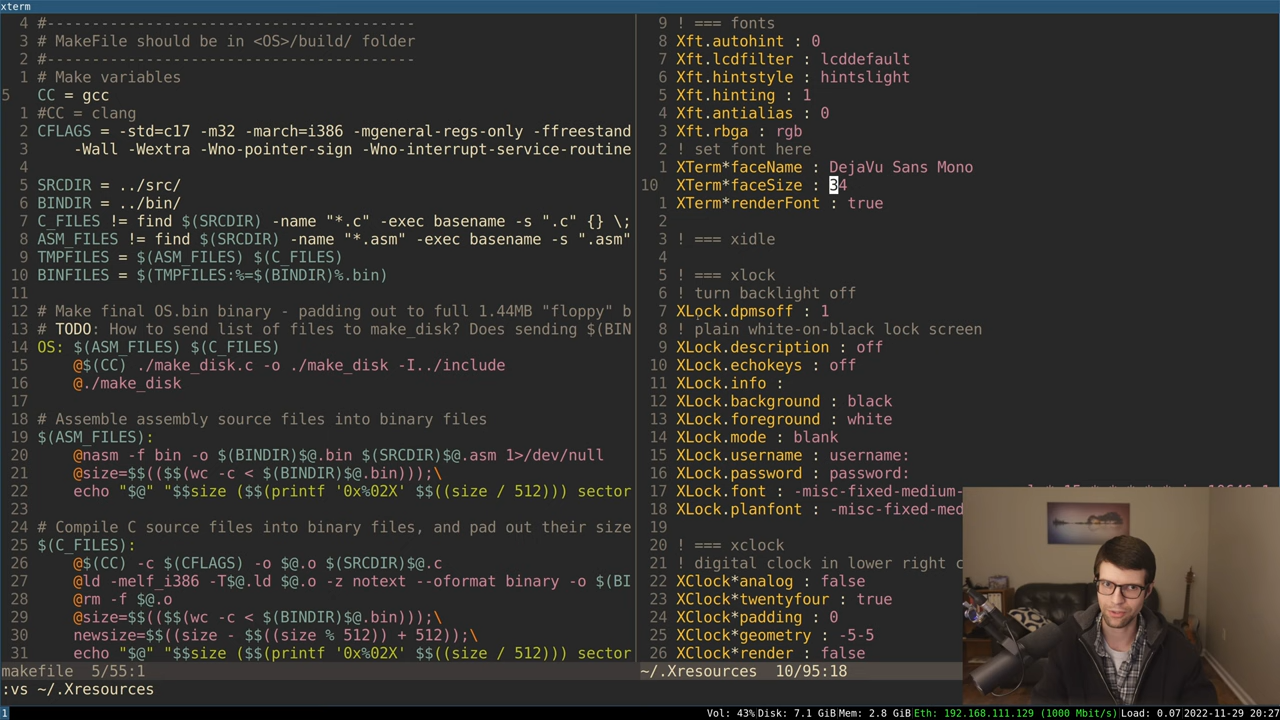 xterm
4 #-----------------------------------------
3 # MakeFile should be in <OS>/build/ folder
2 #-----------------------------------------
1 # Make variables
5 CC = gcc
1 #CC = clang
2 CFLAGS = -std=c17 -m32 -march=i386 -mgeneral-regs-only -ffreestand
3 -Wall -Wextra -Wno-pointer-sign -Wno-interrupt-service-routine
4
5 SRCDIR = ../src/
6 BINDIR = ../bin/
7 C_FILES != find $(SRCDIR) -name "*.c" -exec basename -s ".c" {} \;
8 ASM_FILES != find $(SRCDIR) -name "*.asm" -exec basename -s ".asm"
9 TMPFILES = $(ASM_FILES) $(C_FILES)
10 BINFILES = $(TMPFILES:%=$(BINDIR)%.bin)
11
12 # Make final OS.bin binary - padding out to full 1.44MB "floppy" b
13 # TODO: How to send list of files to make_disk? Does sending $(BIN
14 OS: $(ASM_FILES) $(C_FILES)
15 @$(CC) ./make_disk.c -o ./make_disk -I../include
16 @./make_disk
17
18 # Assemble assembly source files into binary files
19 $(ASM_FILES):
20 @nasm -f bin -o $(BINDIR)$@.bin $(SRCDIR)$@.asm 1>/dev/null
21 @size=$$(($$(wc -c < $(BINDIR)$@.bin)));\
22 echo "$@" "$$size ($$(printf '0x%02X' $$((size / 512))) sector
23
24 # Compile C source files into binary files, and pad out their size
25 $(C_FILES):
26 @$(CC) -c $(CFLAGS) -o $@.o $(SRCDIR)$@.c
27 @ld -melf_i386 -T$@.ld $@.o -z notext --oformat binary -o $(BI
28 @rm -f $@.o
29 @size=$$(($$(wc -c < $(BINDIR)$@.bin)));\
30 newsize=$$((size - $$((size % 512)) + 512));\
31 echo "$@" "$$size ($$(printf '0x%02X' $$((size / 512))) sector
makefile 5/55:1
:vs ~/.Xresources
9 ! === fonts
8 Xft.autohint : 0
7 Xft.lcdfilter : lcddefault
6 Xft.hintstyle : hintslight
5 Xft.hinting : 1
4 Xft.antialias : 0
3 Xft.rbga : rgb
2 ! set font here
1 XTerm*faceName : DejaVu Sans Mono
10 XTerm*faceSize : 34
1 XTerm*renderFont : true
2
3 ! === xidle
4
5 ! === xlock
6 ! turn backlight off
7 XLock.dpmsoff : 1
8 ! plain white-on-black lock screen
9 XLock.description : off
10 XLock.echokeys : off
11 XLock.info :
12 XLock.background : black
13 XLock.foreground : white
14 XLock.mode : blank
15 XLock.username : username:
16 XLock.password : password:
17 XLock.font : -misc-fixed-medium-
18 XLock.planfont : -misc-fixed-med
19
20 ! === xclock
21 ! digital clock in lower right c
22 XClock*analog : false
23 XClock*twentyfour : true
24 XClock*padding : 0
25 XClock*geometry : -5-5
26 XClock*render : false
~/.Xresources 10/95:18
1 Vol: 43% Disk: 7.1 GiB Mem: 2.8 GiB Eth: 192.168.111.129 (1000 Mbit/s) Load: 0.07 2022-11-29 20:27